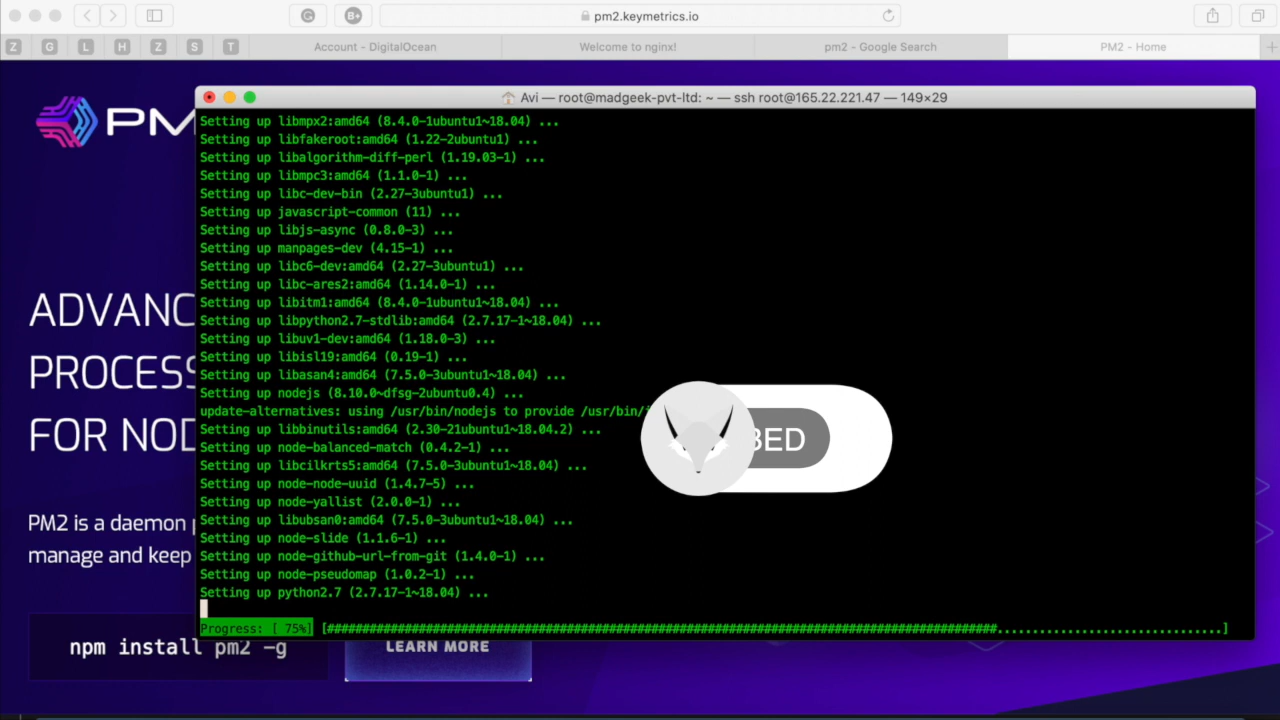 pm2.keymetrics.io
Z G L H Z S T Account - DigitalOcean Welcome to nginx! pm2 - Google Search PM2 - Home
Avi — root@madgeek-pvt-ltd: ~ — ssh root@165.22.221.47 — 149×29
PM
ADVANC
PROCESS
FOR NOD
PM2 is a daemon
manage and keep
Setting up libmpx2:amd64 (8.4.0-1ubuntu1~18.04) ...
Setting up libfakeroot:amd64 (1.22-2ubuntu1) ...
Setting up libalgorithm-diff-perl (1.19.03-1) ...
Setting up libmpc3:amd64 (1.1.0-1) ...
Setting up libc-dev-bin (2.27-3ubuntu1) ...
Setting up javascript-common (11) ...
Setting up libjs-async (0.8.0-3) ...
Setting up manpages-dev (4.15-1) ...
Setting up libc6-dev:amd64 (2.27-3ubuntu1) ...
Setting up libc-ares2:amd64 (1.14.0-1) ...
Setting up libitm1:amd64 (8.4.0-1ubuntu1~18.04) ...
Setting up libpython2.7-stdlib:amd64 (2.7.17-1~18.04) ...
Setting up libuv1-dev:amd64 (1.18.0-3) ...
Setting up libisl19:amd64 (0.19-1) ...
Setting up libasan4:amd64 (7.5.0-3ubuntu1~18.04) ...
Setting up nodejs (8.10.0~dfsg-2ubuntu0.4) ...
update-alternatives: using /usr/bin/nodejs to provide /usr/bin/
Setting up libbinutils:amd64 (2.30-21ubuntu1~18.04.2) ...
Setting up node-balanced-match (0.4.2-1) ...
Setting up libcilkrts5:amd64 (7.5.0-3ubuntu1~18.04) ...
Setting up node-node-uuid (1.4.7-5) ...
Setting up node-yallist (2.0.0-1) ...
Setting up libubsan0:amd64 (7.5.0-3ubuntu1~18.04) ...
Setting up node-slide (1.1.6-1) ...
Setting up node-github-url-from-git (1.4.0-1) ...
Setting up node-pseudomap (1.0.2-1) ...
Setting up python2.7 (2.7.17-1~18.04) ...
Progress: [ 75%] [###############################################################################################................................]
BED
npm install pm2 -g
LEARN MORE